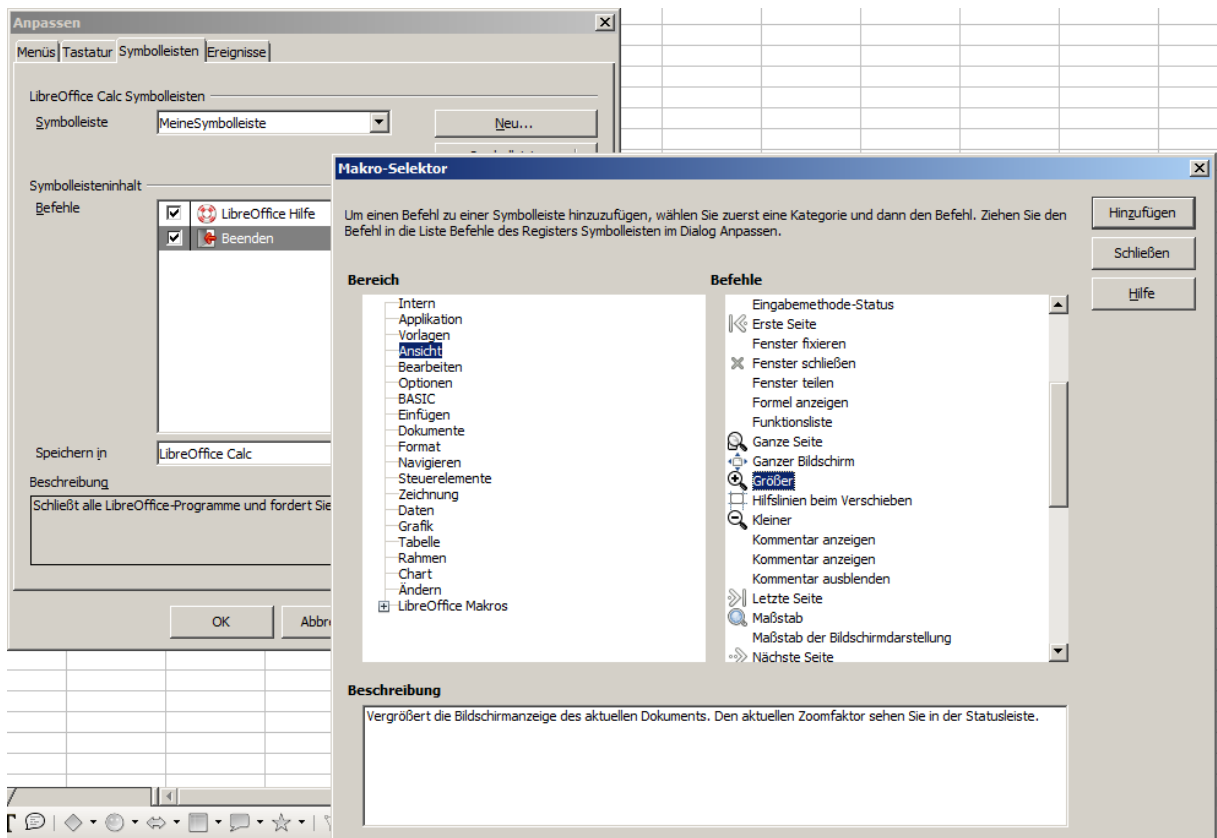 Anpassen
Menüs Tastatur Symbolleisten Ereignisse
LibreOffice Calc Symbolleisten
Symbolleiste MeineSymbolleiste Neu...
Symbolleisteninhalt
Befehle
LibreOffice Hilfe
Beenden
Speichern in LibreOffice Calc
Beschreibung
Schließt alle LibreOffice-Programme und fordert Sie
OK
Makro-Selektor
Um einen Befehl zu einer Symbolleiste hinzuzufügen, wählen Sie zuerst eine Kategorie und dann den Befehl. Ziehen Sie den
Befehl in die Liste Befehle des Registers Symbolleisten im Dialog Anpassen.
Hinzufügen
Schließen
Hilfe
Bereich
Intern
Applikation
Vorlagen
Ansicht
Bearbeiten
Optionen
BASIC
Einfügen
Dokumente
Format
Navigieren
Steuerelemente
Zeichnung
Daten
Grafik
Tabelle
Rahmen
Chart
Ändern
LibreOffice Makros
Befehle
Eingabemethode-Status
Erste Seite
Fenster fixieren
Fenster schließen
Fenster teilen
Formel anzeigen
Funktionsliste
Ganze Seite
Ganzer Bildschirm
Größer
Hilfslinien beim Verschieben
Kleiner
Kommentar anzeigen
Kommentar anzeigen
Kommentar ausblenden
Letzte Seite
Maßstab
Maßstab der Bildschirmdarstellung
Nächste Seite
Beschreibung
Vergrößert die Bildschirmanzeige des aktuellen Dokuments. Den aktuellen Zoomfaktor sehen Sie in der Statusleiste.